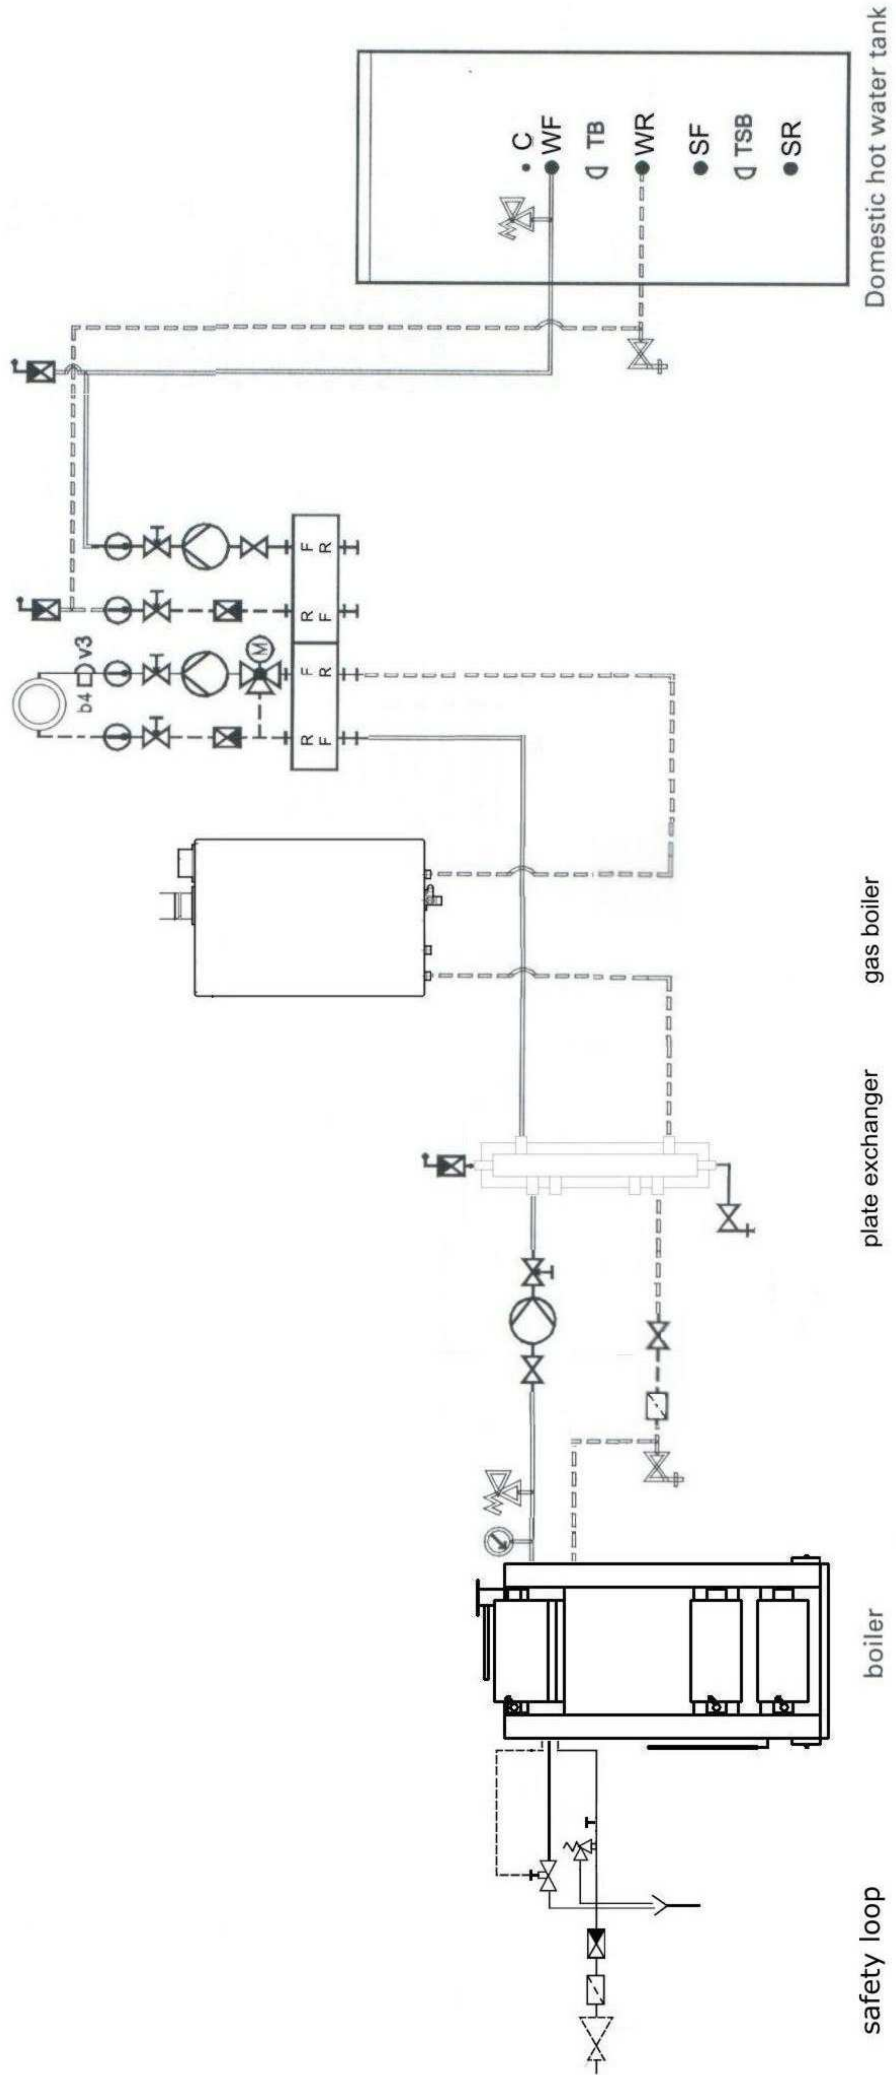 safety loop
boiler
plate exchanger
gas boiler
Domestic hot water tank
b4
v3
M
R
F
F
R
R
F
F
R
C
WF
TB
WR
SF
TSB
SR